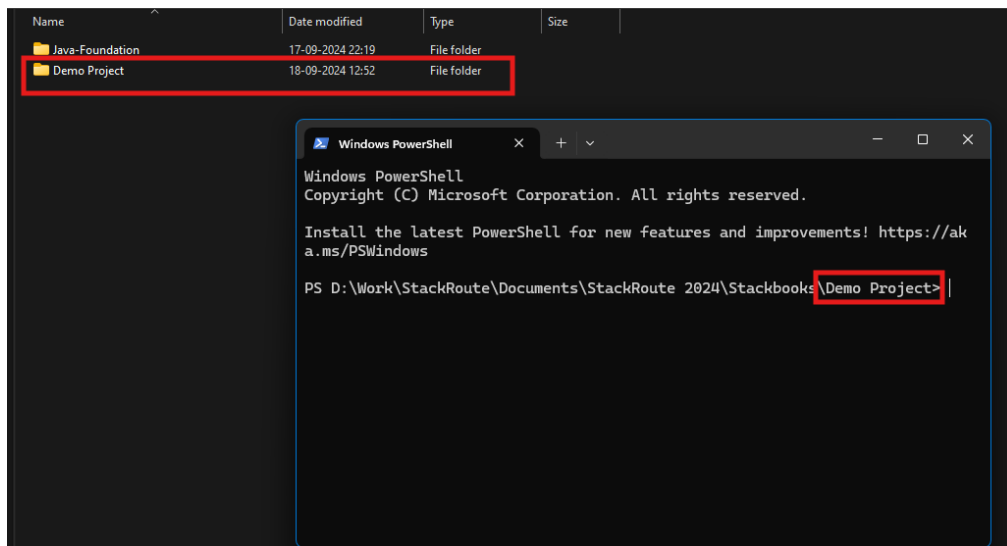 Name Date modified Type Size
Java-Foundation 17-09-2024 22:19 File folder
Demo Project 18-09-2024 12:52 File folder
Windows PowerShell
Windows PowerShell
Copyright (C) Microsoft Corporation. All rights reserved.
Install the latest PowerShell for new features and improvements! https://ak
a.ms/PSWindows
PS D:\Work\StackRoute\Documents\StackRoute 2024\Stackbooks\Demo Project>